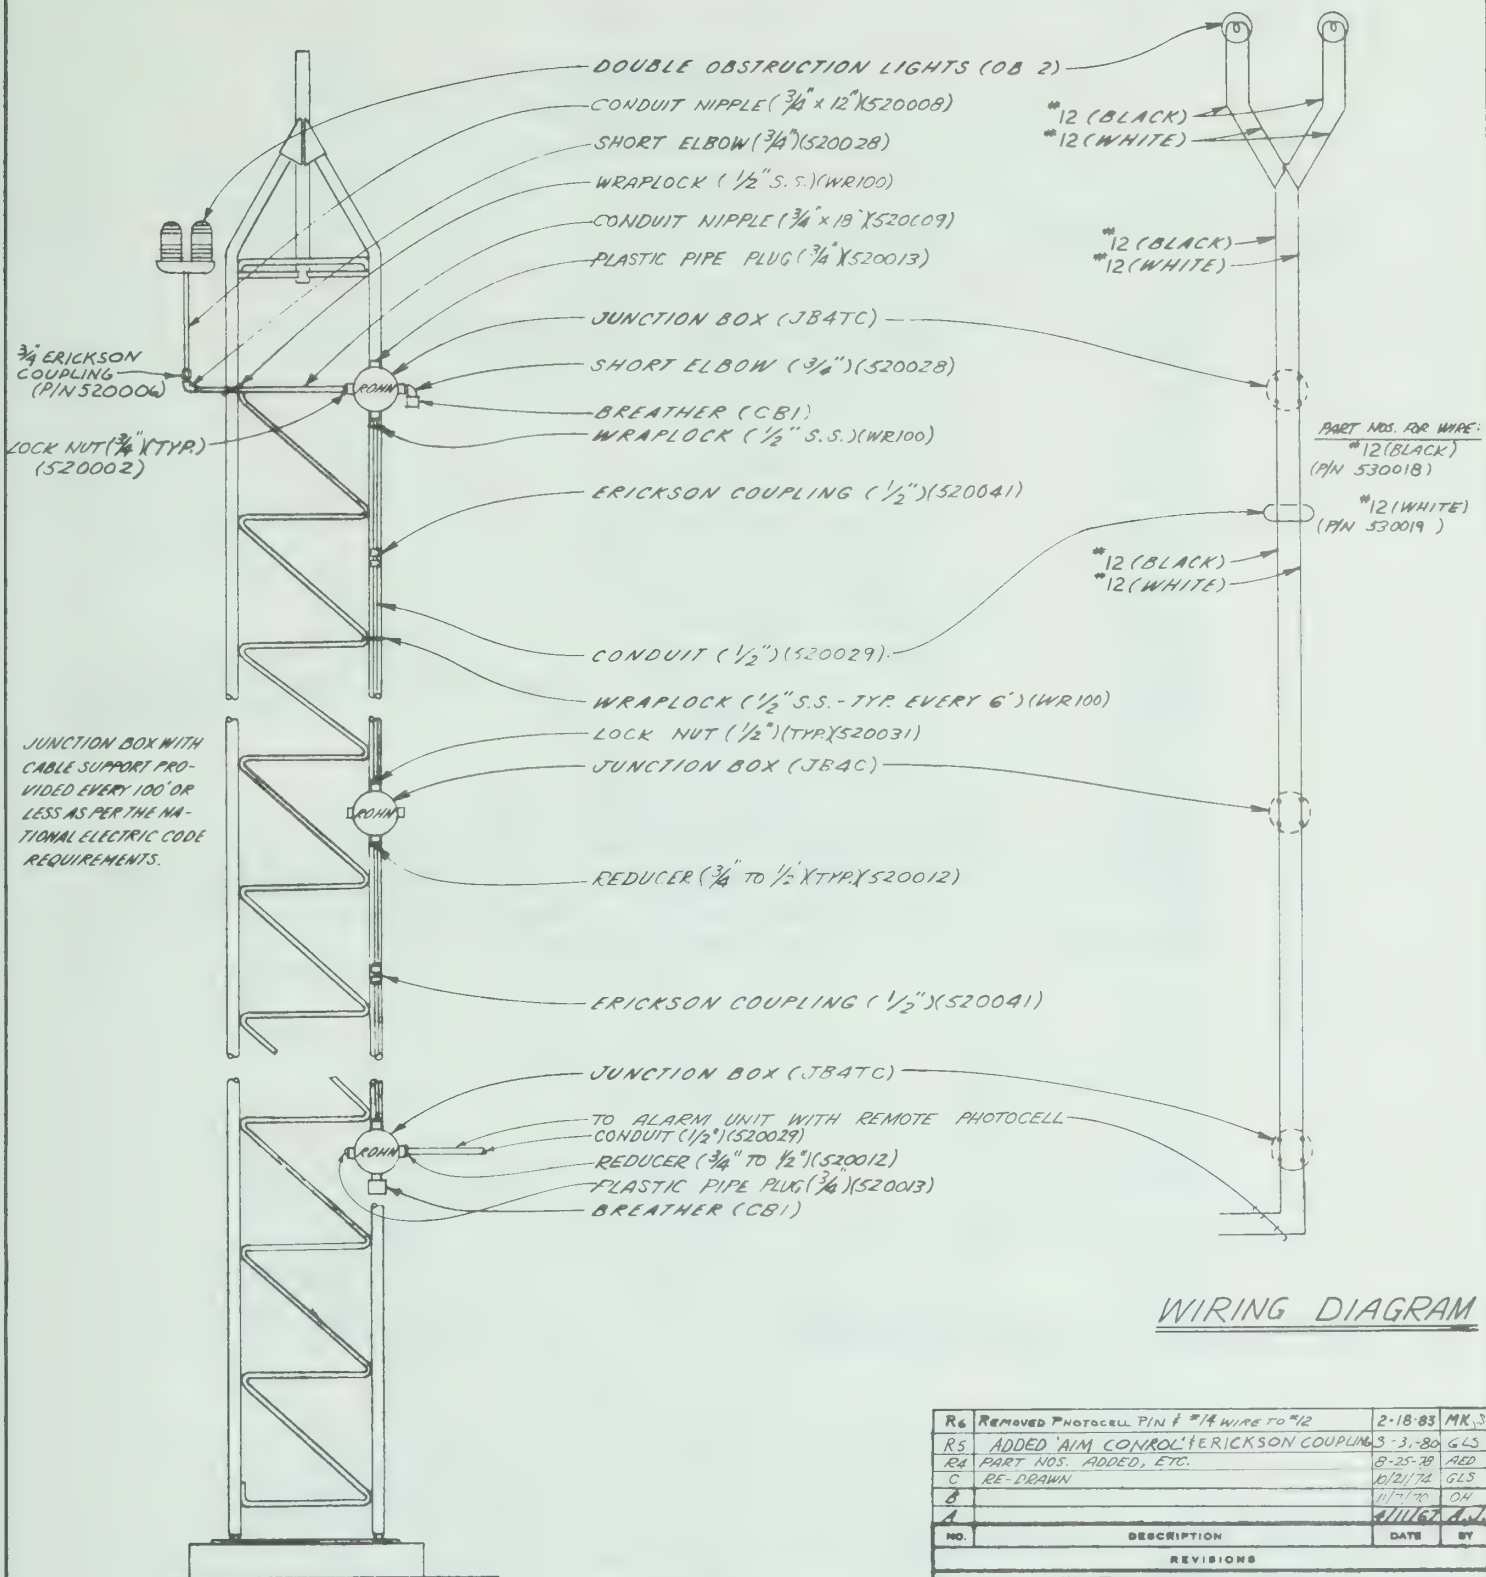 DOUBLE OBSTRUCTION LIGHTS (OB 2)
CONDUIT NIPPLE (3/4" x 12")(520008)
SHORT ELBOW (3/4")(520028)
WRAPLOCK (1/2" S.S.)(WR100)
CONDUIT NIPPLE (3/4" x 18")(520009)
PLASTIC PIPE PLUG (3/4")(520013)
JUNCTION BOX (JB4TC)
SHORT ELBOW (3/4")(520028)
BREATHER (CB1)
WRAPLOCK (1/2" S.S.)(WR100)
ERICKSON COUPLING (1/2")(520041)
CONDUIT (1/2")(520029)
WRAPLOCK (1/2" S.S. - TYP. EVERY 6')(WR100)
LOCK NUT (1/2")(TYP.)(520031)
JUNCTION BOX (JB4C)
REDUCER (3/4" TO 1/2")(TYP.)(520012)
ERICKSON COUPLING (1/2")(520041)
JUNCTION BOX (JB4TC)
TO ALARM UNIT WITH REMOTE PHOTOCELL
CONDUIT (1/2")(520029)
REDUCER (3/4" TO 1/2")(520012)
PLASTIC PIPE PLUG (3/4")(520013)
BREATHER (CB1)
3/4" ERICKSON
COUPLING
(P/N 520006)
LOCK NUT (3/4")(TYP.)
(520002)
ROHN
JUNCTION BOX WITH
CABLE SUPPORT PRO-
VIDED EVERY 100' OR
LESS AS PER THE NA-
TIONAL ELECTRIC CODE
REQUIREMENTS.
ROHN
ROHN
#12 (BLACK)
#12 (WHITE)
#12 (BLACK)
#12 (WHITE)
PART NOS. FOR WIRE:
#12 (BLACK)
(P/N 530018)
#12 (WHITE)
(P/N 530019)
#12 (BLACK)
#12 (WHITE)
WIRING DIAGRAM
R6 REMOVED PHOTOCELL P/N & #14 WIRE TO #12 2-18-83 MK
R5 ADDED 'AIM CONROL' & ERICKSON COUPLING GLS
R4 PART NOS. ADDED, ETC. 8-25-78 AED
C RE-DRAWN 10/21/74 GLS
B 11/7/70 OH
A 4/11/67
NO. DESCRIPTION DATE BY
REVISIONS